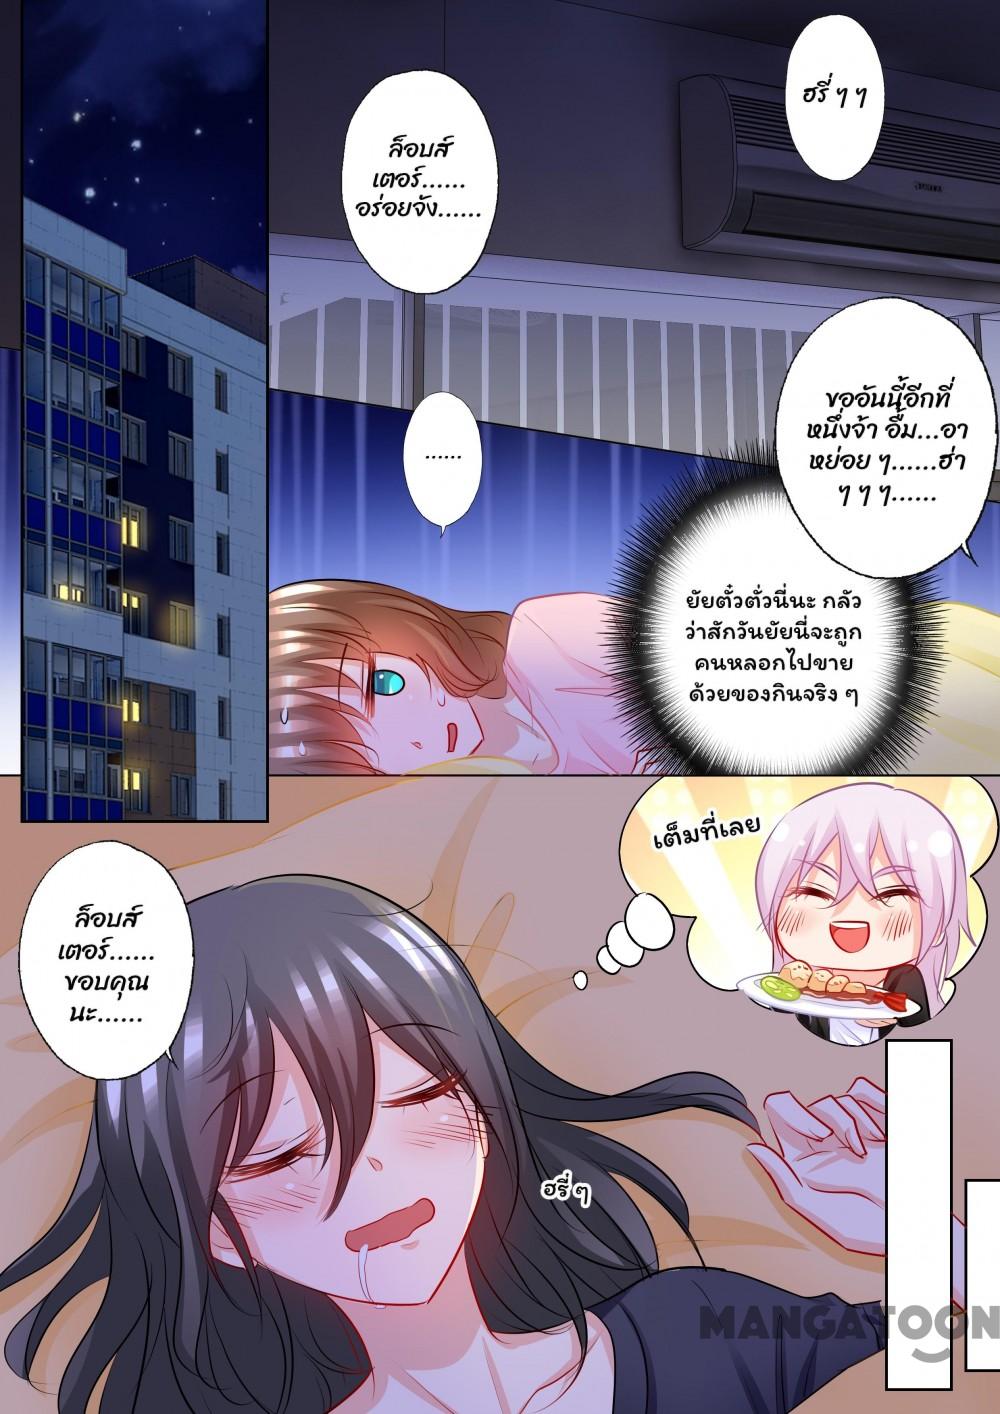 ฮรี่ ๆ ๆ
ล็อบส์
เตอร์......
อร่อยจัง......
ขออันนี้อีกที่
หนึ่งจ้า อื้ม...อา
หย่อย ๆ......ฮ่า
ๆ ๆ ๆ......
......
ยัยตั๋วตั่วนี่นะ กลัว
ว่าสักวันยัยนี่จะถูก
คนหลอกไปขาย
ด้วยของกินจริง ๆ
เต็มที่เลย
ล็อบส์
เตอร์......
ขอบคุณ
นะ......
ฮรี่ ๆ
MANGATOON